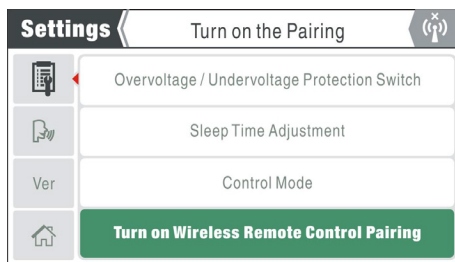 Settings Turn on the Pairing
Overvoltage / Undervoltage Protection Switch
Sleep Time Adjustment
Ver
Control Mode
Turn on Wireless Remote Control Pairing